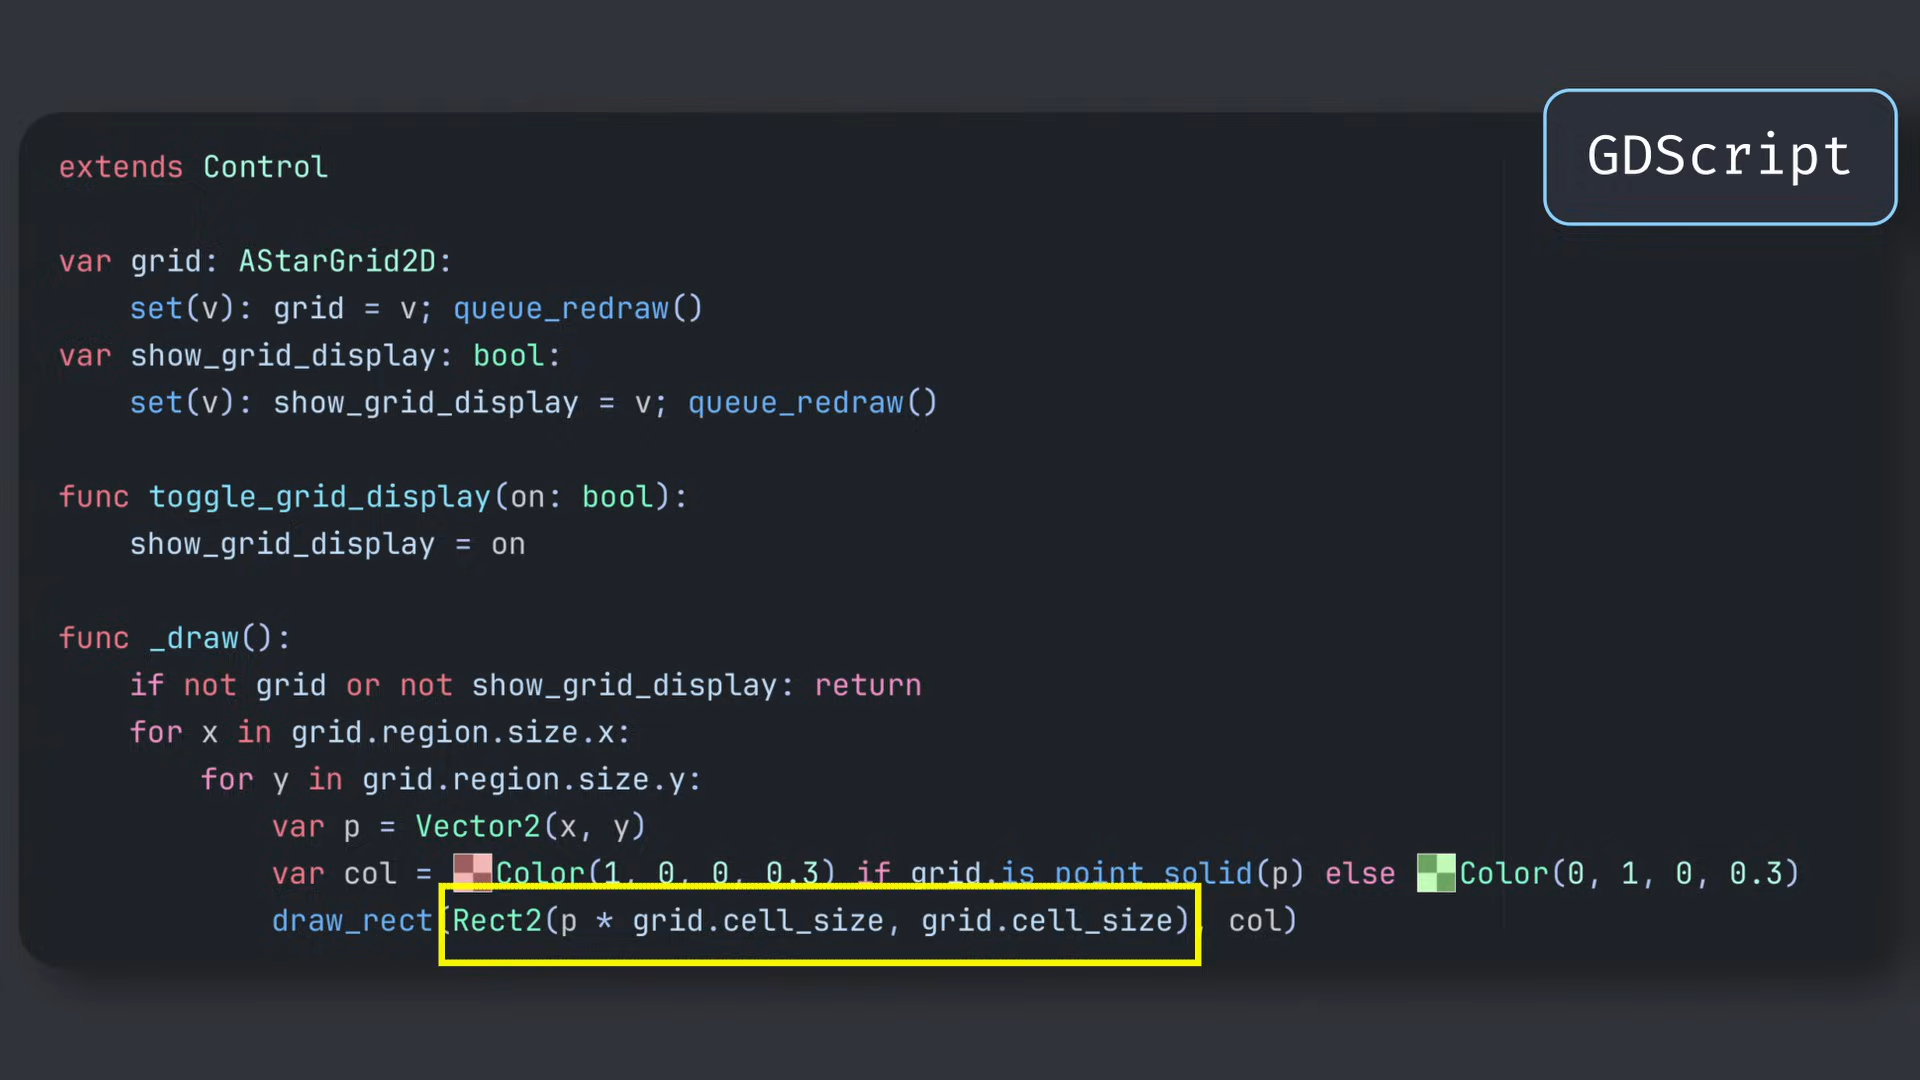 GDScript
extends Control
var grid: AStarGrid2D:
    set(v): grid = v; queue_redraw()
var show_grid_display: bool:
    set(v): show_grid_display = v; queue_redraw()
func toggle_grid_display(on: bool):
    show_grid_display = on
func _draw():
    if not grid or not show_grid_display: return
    for x in grid.region.size.x:
        for y in grid.region.size.y:
            var p = Vector2(x, y)
            var col = Color(1, 0, 0, 0.3) if grid.is_point_solid(p) else Color(0, 1, 0, 0.3)
            draw_rect(Rect2(p * grid.cell_size, grid.cell_size), col)